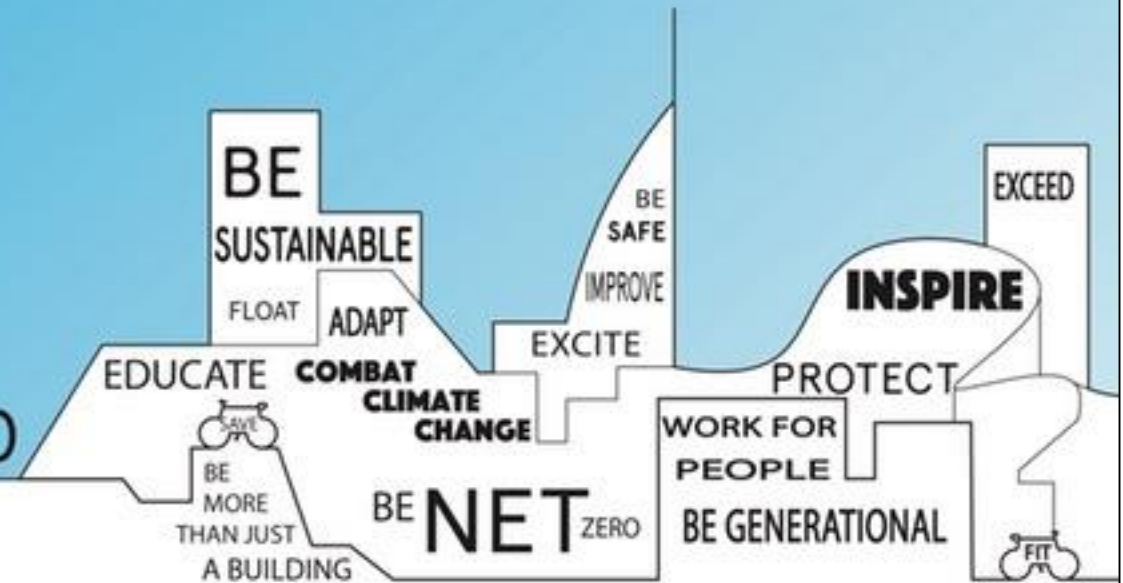 BE
SUSTAINABLE
FLOAT
ADAPT
EDUCATE
COMBAT
CLIMATE
CHANGE
SAVE
BE
MORE
THAN JUST
A BUILDING
BE
SAFE
IMPROVE
EXCITE
BE NET ZERO
EXCEED
INSPIRE
PROTECT
WORK FOR
PEOPLE
BE GENERATIONAL
FIT